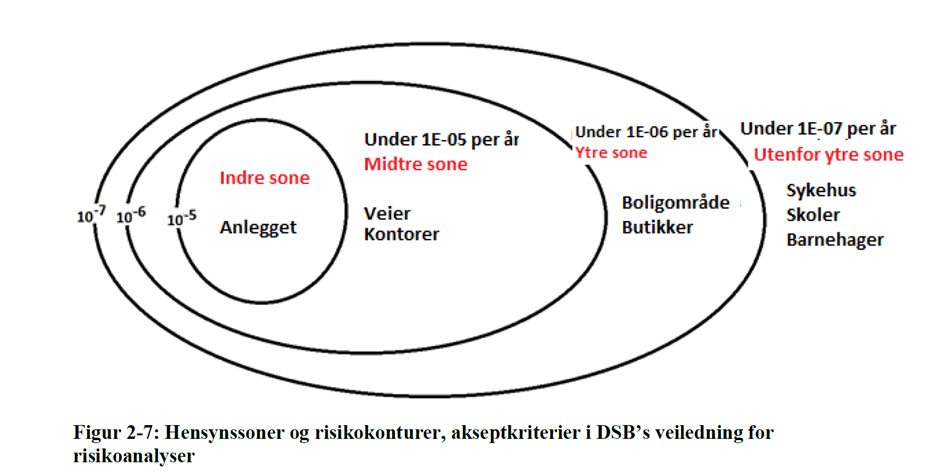 Under 1E-05 per år
Midtre sone
Under 1E-06 per år
Ytre sone
Under 1E-07 per år
Utenfor ytre sone
Indre sone
Anlegget
Veier
Kontorer
Boligområde
Butikker
Sykehus
Skoler
Barnehager
10-7 10-6 10-5
Figur 2-7: Hensynssoner og risikokonturer, akseptkriterier i DSB's veiledning for
risikoanalyser